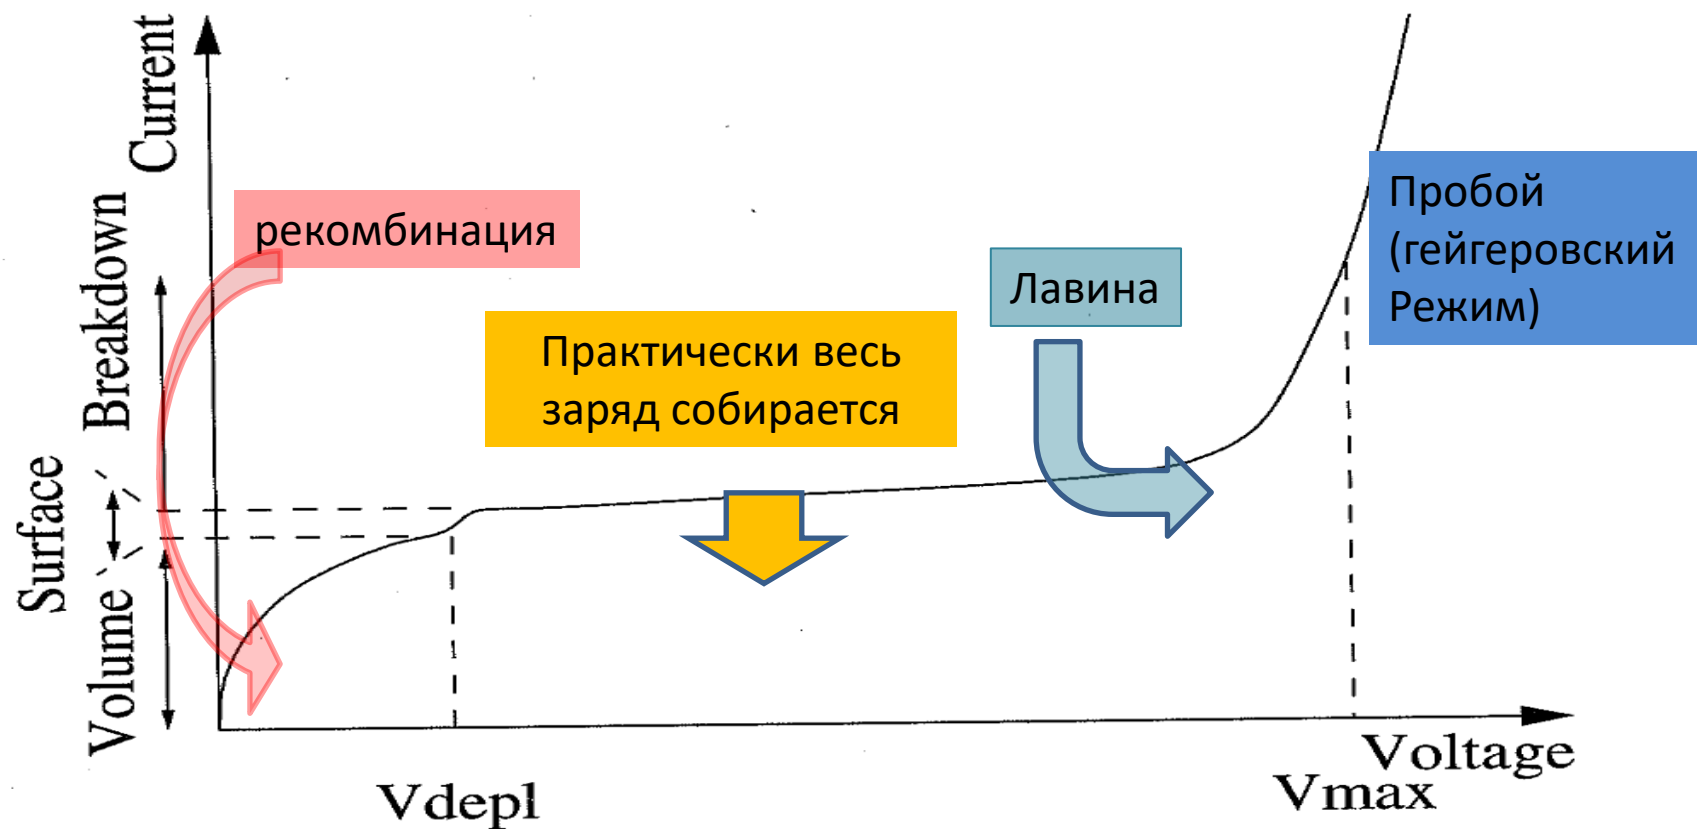 Current
Breakdown
Surface
Volume
рекомбинация
Практически весь
заряд собирается
Лавина
Пробой
(гейгеровский
Режим)
Voltage
Vdepl
Vmax